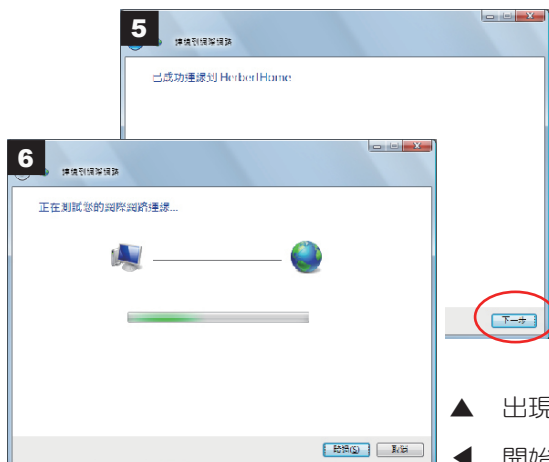 5
連線到網際網路
已成功連線到 HerbertHome
下一步
6
連線到網際網路
正在測試您的網際網路連線...
略過(S)
取消
▲ 出現
◀ 開始